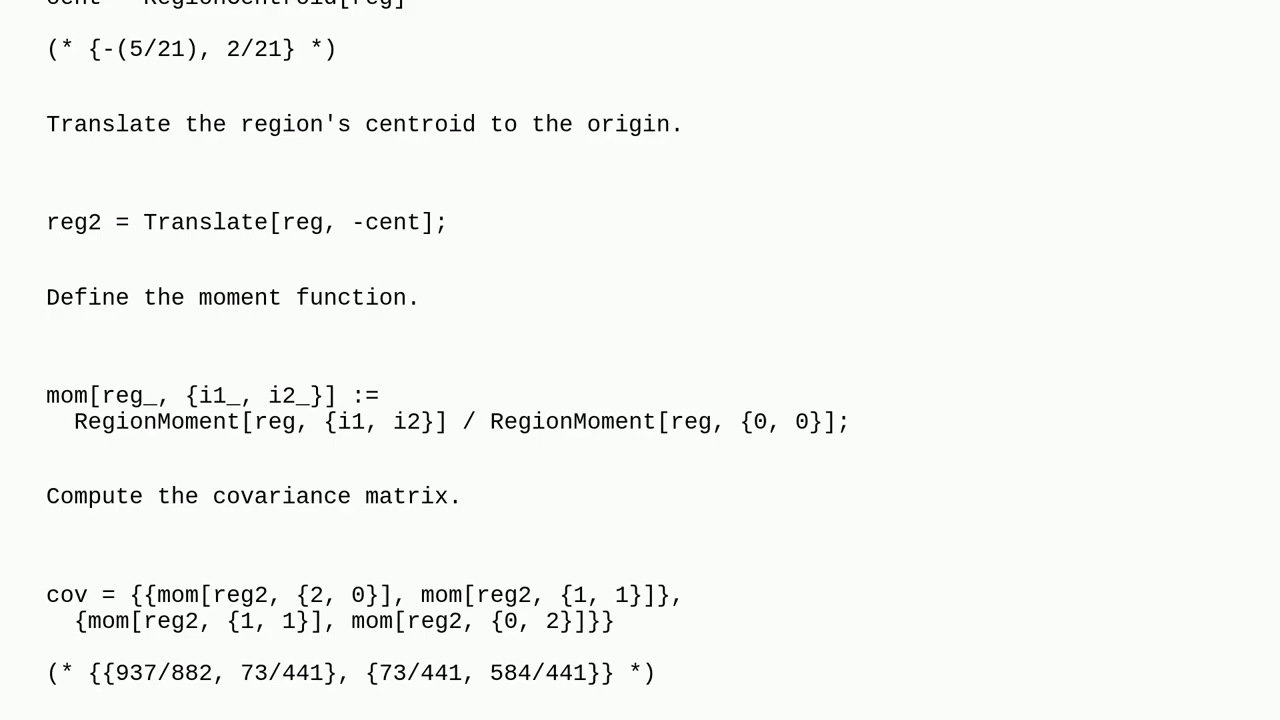 cent = RegionCentroid[reg]
(* {-(5/21), 2/21} *)
Translate the region's centroid to the origin.
reg2 = Translate[reg, -cent];
Define the moment function.
mom[reg_, {i1_, i2_}] :=
RegionMoment[reg, {i1, i2}] / RegionMoment[reg, {0, 0}];
Compute the covariance matrix.
cov = {{mom[reg2, {2, 0}], mom[reg2, {1, 1}]},
{mom[reg2, {1, 1}], mom[reg2, {0, 2}]}}
(* {{937/882, 73/441}, {73/441, 584/441}} *)